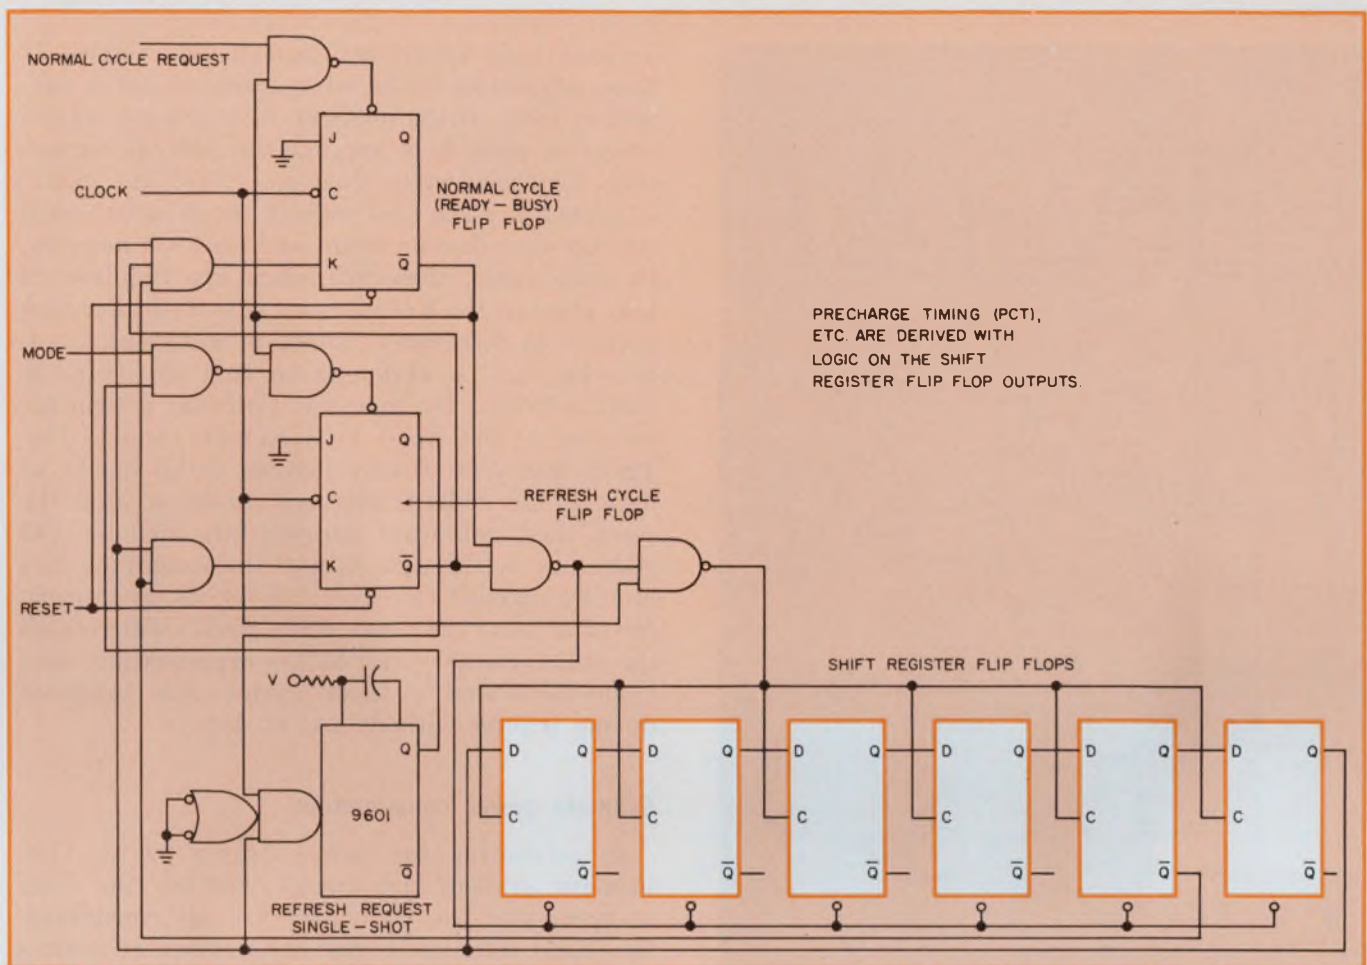 NORMAL CYCLE REQUEST
J
Q
CLOCK
C
NORMAL CYCLE
(READY–BUSY)
FLIP FLOP
K
Q̅
PRECHARGE TIMING (PCT),
ETC. ARE DERIVED WITH
LOGIC ON THE SHIFT
REGISTER FLIP FLOP OUTPUTS.
MODE
J
Q
C
REFRESH CYCLE
FLIP FLOP
K
Q̅
RESET
SHIFT REGISTER FLIP FLOPS
V
Q
9601
Q̅
REFRESH REQUEST
SINGLE–SHOT
D
Q
C
Q̅
D
Q
C
Q̅
D
Q
C
Q̅
D
Q
C
Q̅
D
Q
C
Q̅
D
Q
C
Q̅